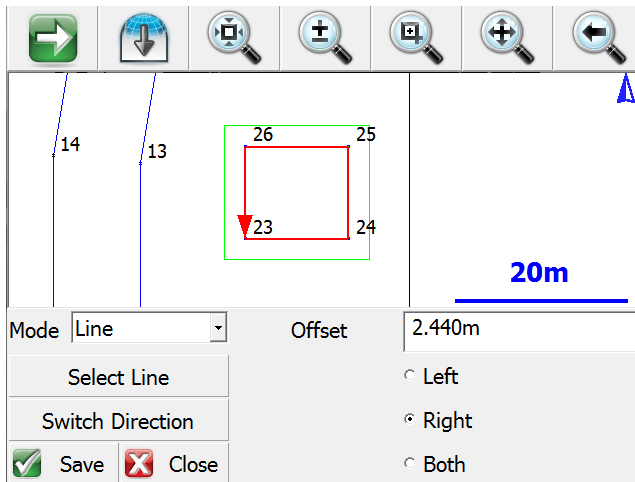 26 25
14 13
23 24
20m
Mode Line Offset 2.440m
Select Line Left
Switch Direction Right
Save Close Both